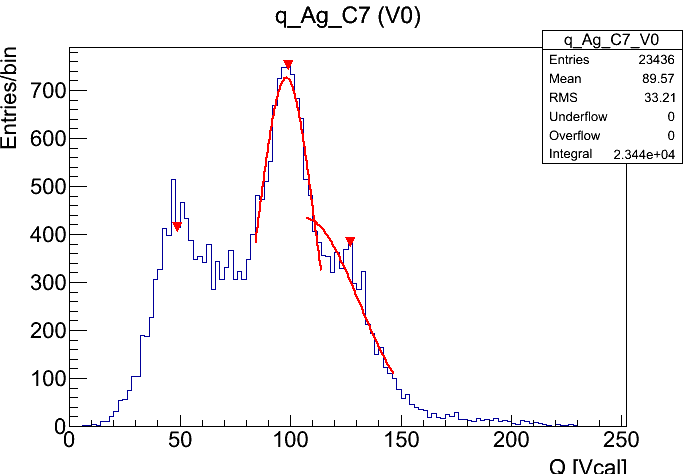 q_Ag_C7 (V0)
q_Ag_C7_V0
Entries 23436
Mean 89.57
RMS 33.21
Underflow 0
Overflow 0
Integral 2.344e+04
Entries/bin
700
600
500
400
300
200
100
0
0 50 100 150 200 250
Q [Vcal]